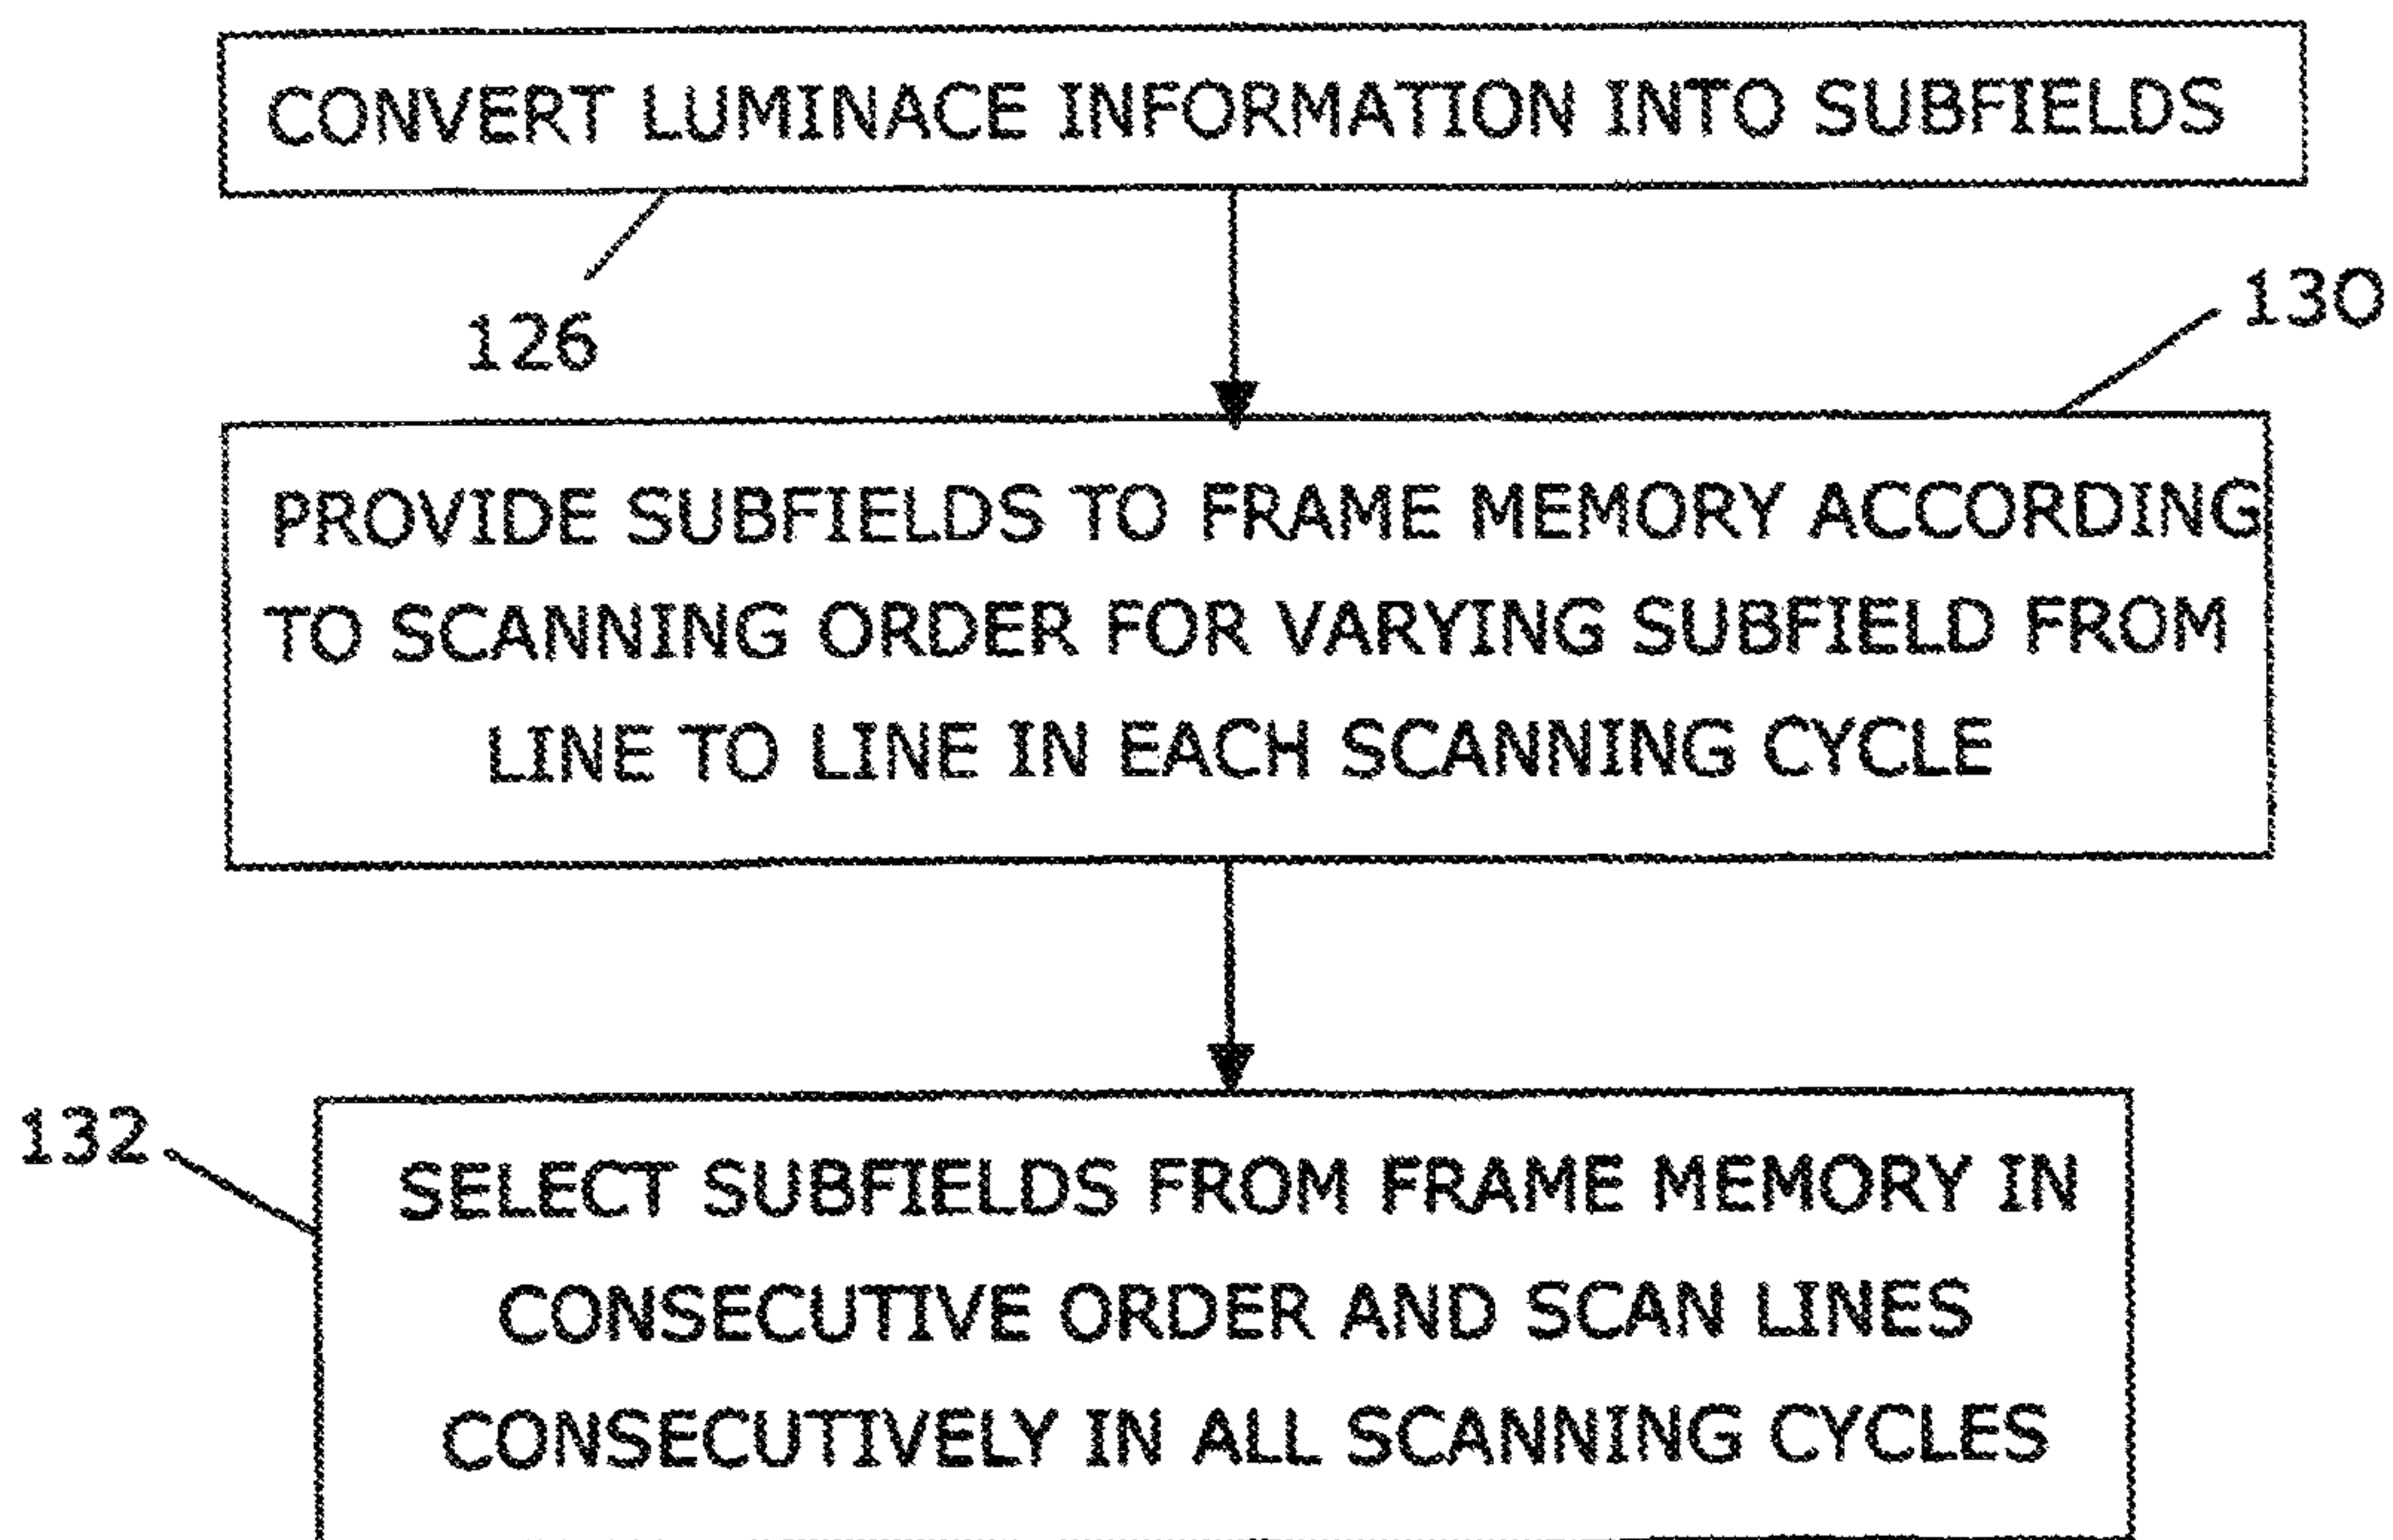 CONVERT LUMINACE INFORMATION INTO SUBFIELDS
126
130
PROVIDE SUBFIELDS TO FRAME MEMORY ACCORDING
TO SCANNING ORDER FOR VARYING SUBFIELD FROM
LINE TO LINE IN EACH SCANNING CYCLE
132
SELECT SUBFIELDS FROM FRAME MEMORY IN
CONSECUTIVE ORDER AND SCAN LINES
CONSECUTIVELY IN ALL SCANNING CYCLES